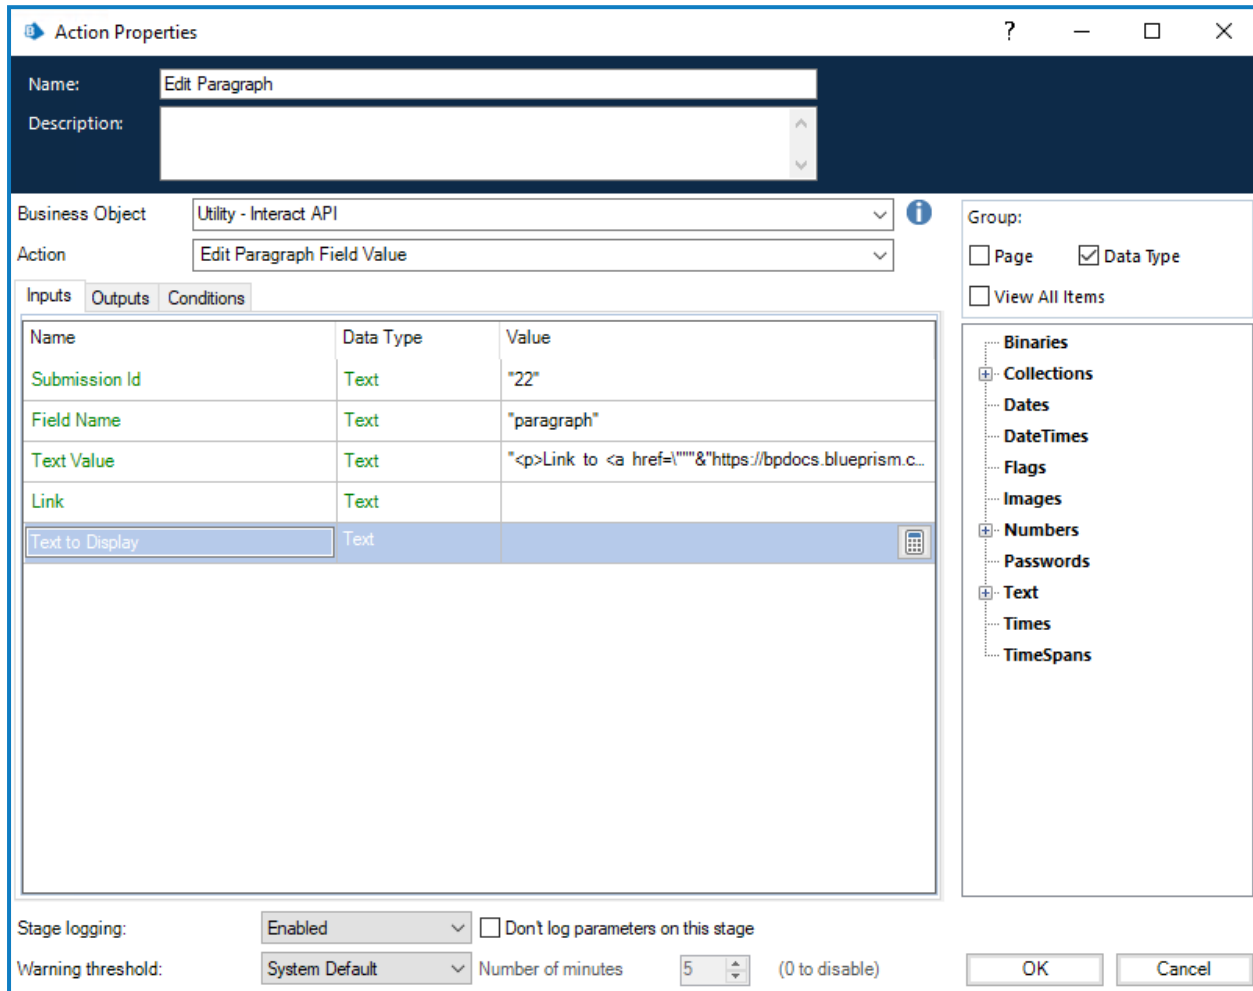 Action Properties
Name: Edit Paragraph
Description:
Business Object Utility - Interact API
Action Edit Paragraph Field Value
Group:
Page Data Type
View All Items
Inputs Outputs Conditions
Name Data Type Value
Submission Id Text "22"
Field Name Text "paragraph"
Text Value Text "<p>Link to <a href=\"""&"https://bpdocs.blueprism.c...
Link Text
Text to Display Text
Binaries
Collections
Dates
DateTimes
Flags
Images
Numbers
Passwords
Text
Times
TimeSpans
Stage logging: Enabled Don't log parameters on this stage
Warning threshold: System Default Number of minutes 5 (0 to disable)
OK Cancel